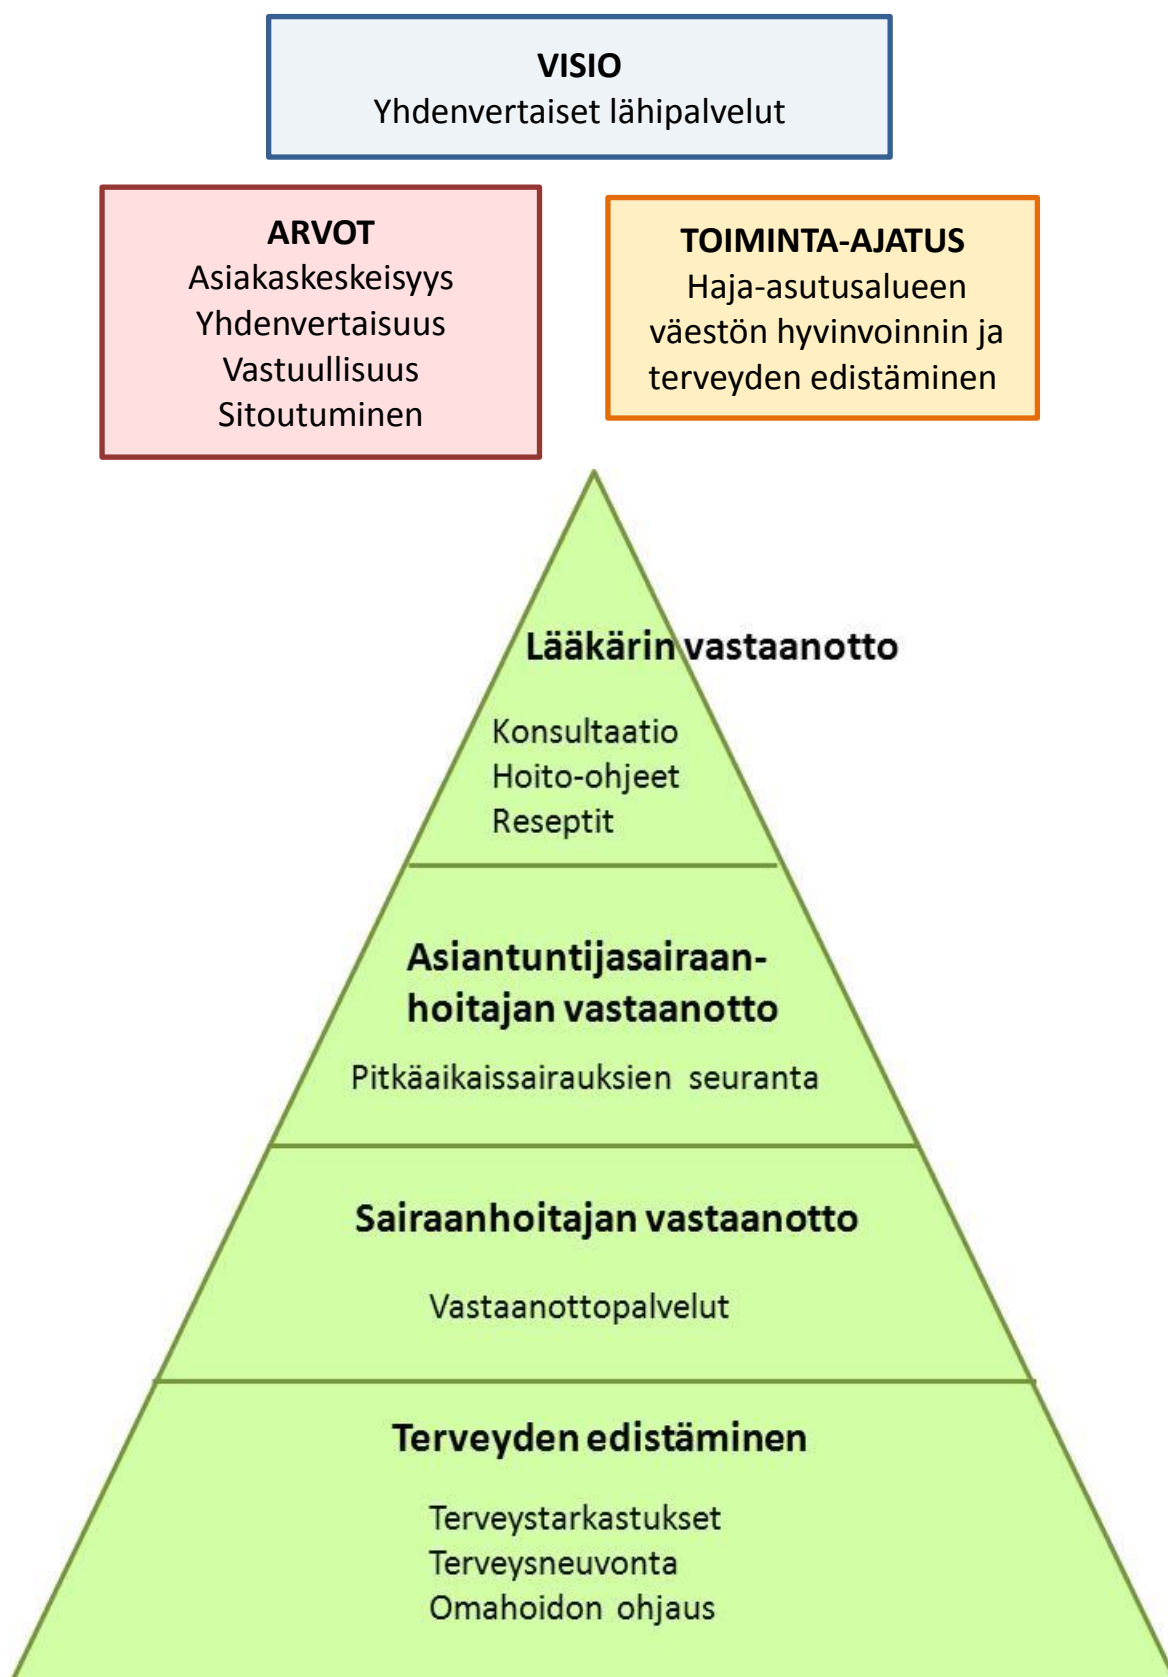 VISIO
Yhdenvertaiset lähipalvelut
ARVOT
Asiakaskeskeisyys
Yhdenvertaisuus
Vastuullisuus
Sitoutuminen
TOIMINTA-AJATUS
Haja-asutusalueen
väestön hyvinvoinnin ja
terveyden edistäminen
Lääkärin vastaanotto
Konsultaatio
Hoito-ohjeet
Reseptit
Asiantuntijasairaan-
hoitajan vastaanotto
Pitkäaikaissairauksien seuranta
Sairaanhoitajan vastaanotto
Vastaanottopalvelut
Terveyden edistäminen
Terveystarkastukset
Terveysneuvonta
Omahoidon ohjaus